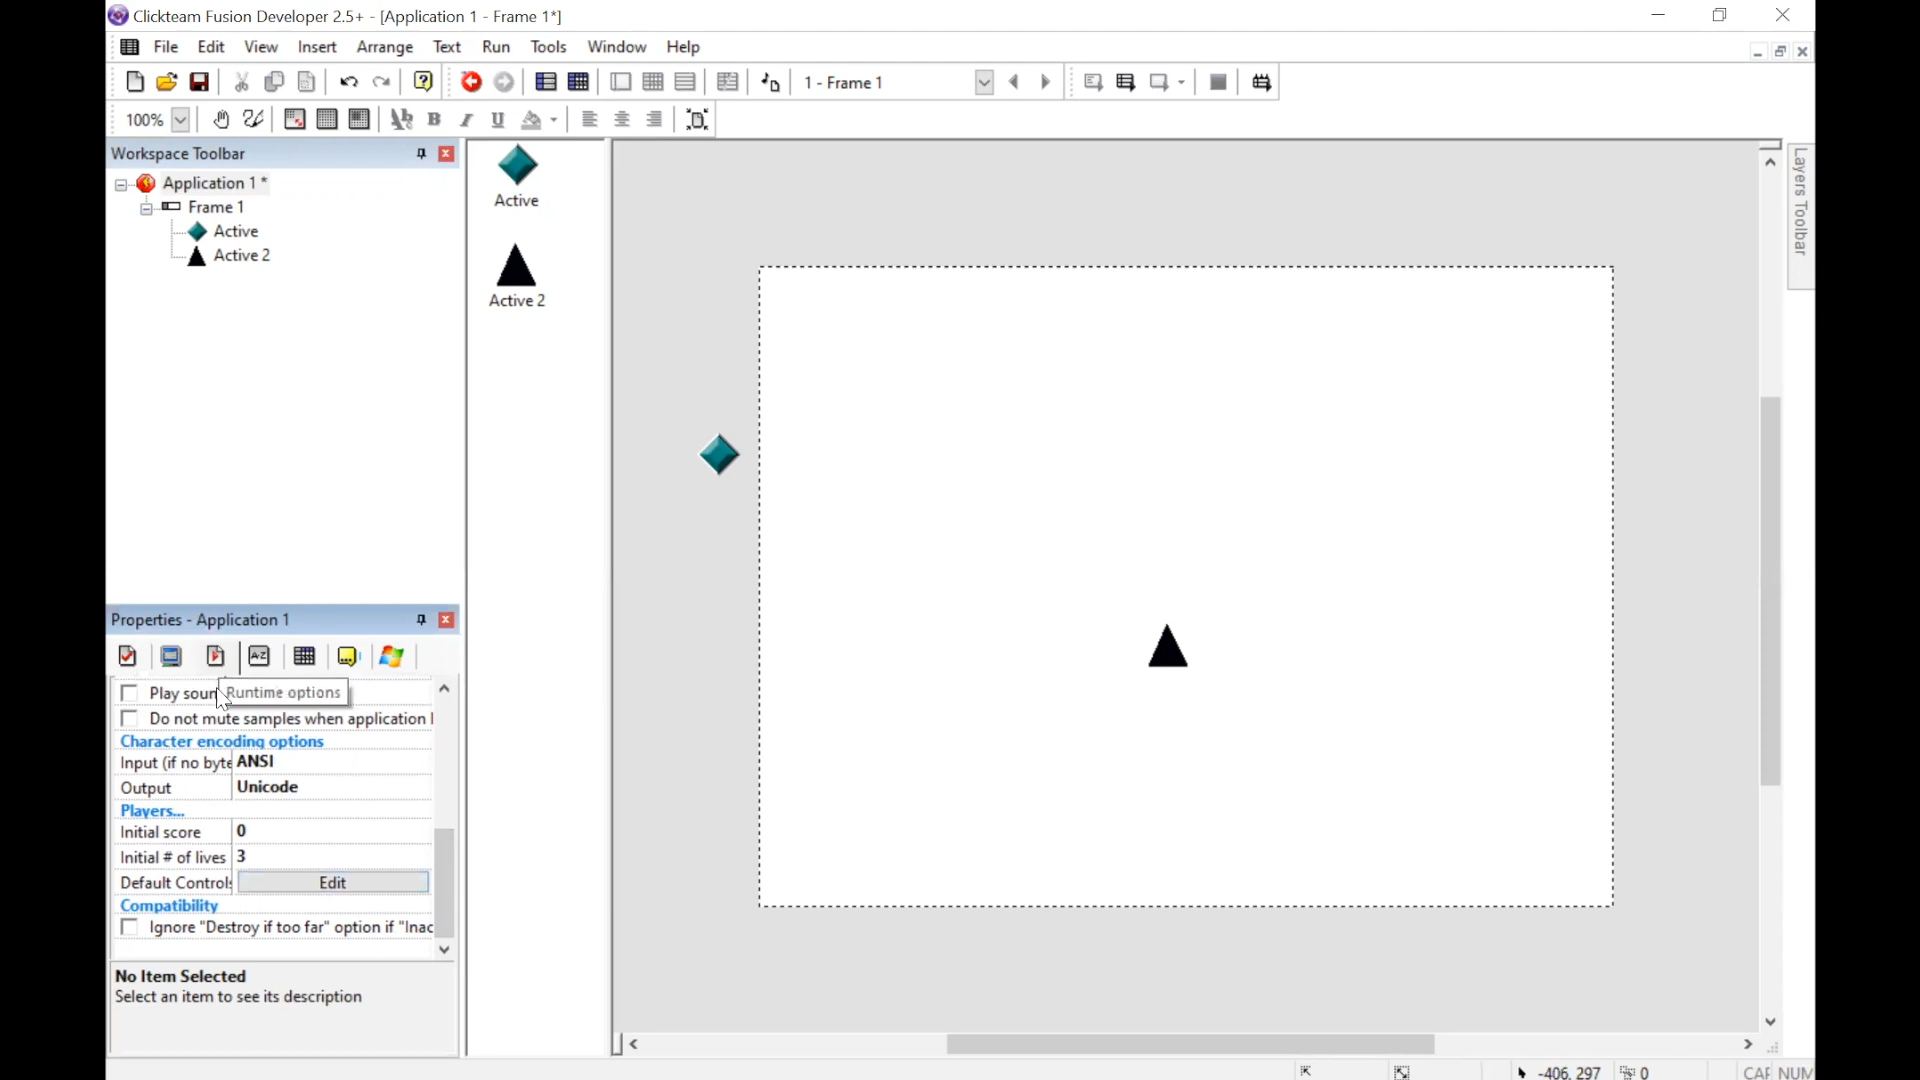 Clickteam Fusion Developer 2.5+ - [Application 1 - Frame 1*]
File Edit View Insert Arrange Text Run Tools Window Help
1 - Frame 1
100%
Workspace Toolbar
Application 1 *
Frame 1
Active
Active 2
Active
Active 2
Layers Toolbar
Properties - Application 1
Play soun
Runtime options
Do not mute samples when application l
Character encoding options
Input (if no byte ANSI
Output Unicode
Players...
Initial score 0
Initial # of lives 3
Default Control Edit
Compatibility
Ignore "Destroy if too far" option if "Inac
No Item Selected
Select an item to see its description
-406, 297 0 CAP NUM